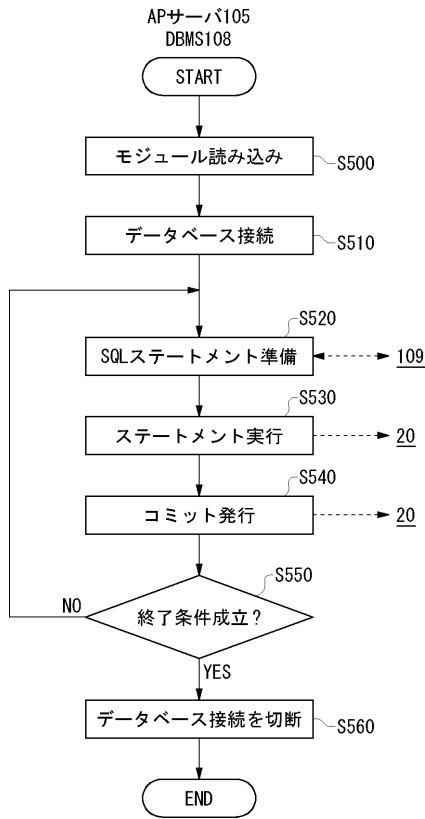 APサーバ105
DBMS108
START
モジュール読み込み
S500
データベース接続
S510
S520
SQLステートメント準備
109
S530
ステートメント実行
20
S540
コミット発行
20
S550
終了条件成立?
NO
YES
データベース接続を切断
S560
END